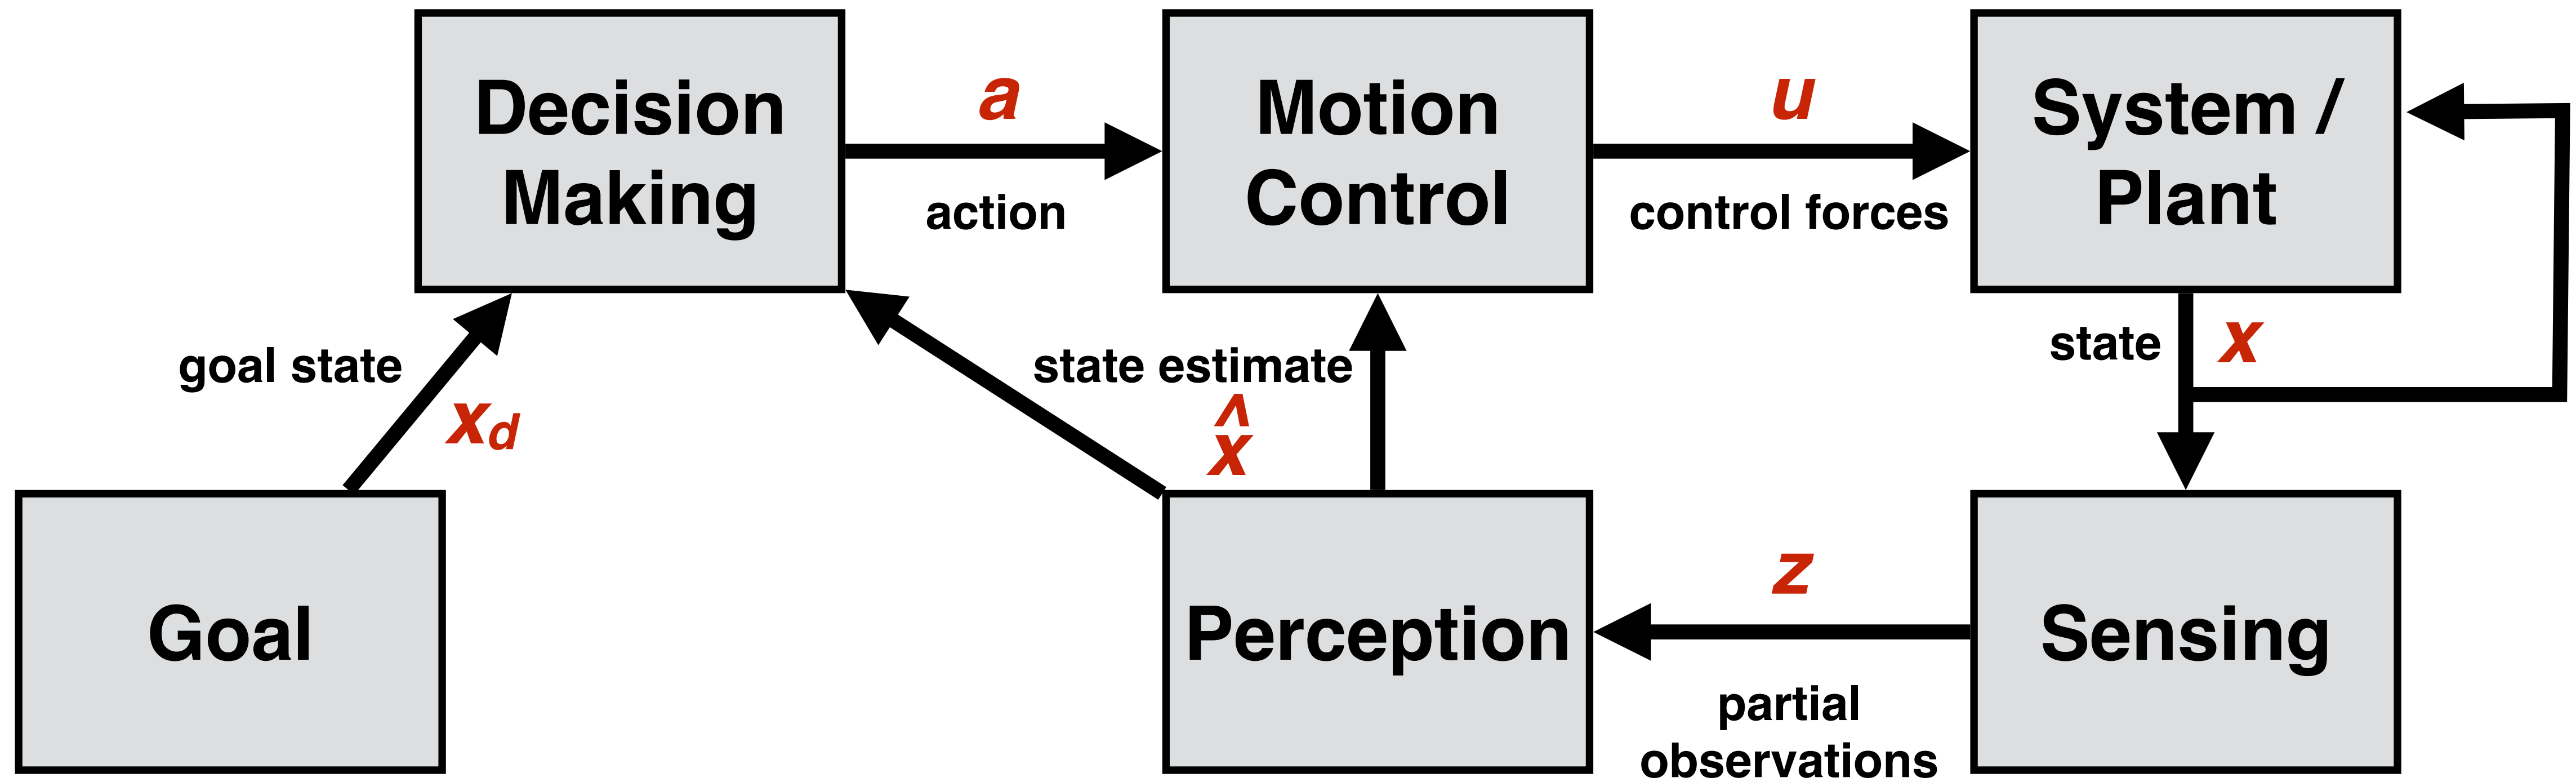 Decision
Making
a
action
Motion
Control
u
control forces
System /
Plant
goal state
x_d
state estimate
x̂
state
x
Goal
Perception
z
partial
observations
Sensing